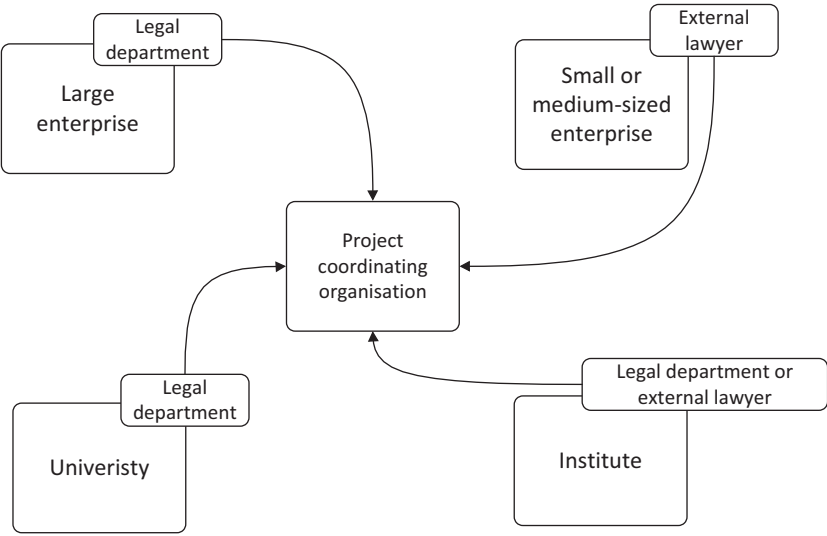 Legal
department
Large
enterprise
External
lawyer
Small or
medium-sized
enterprise
Project
coordinating
organisation
Legal
department
Univeristy
Legal department or
external lawyer
Institute